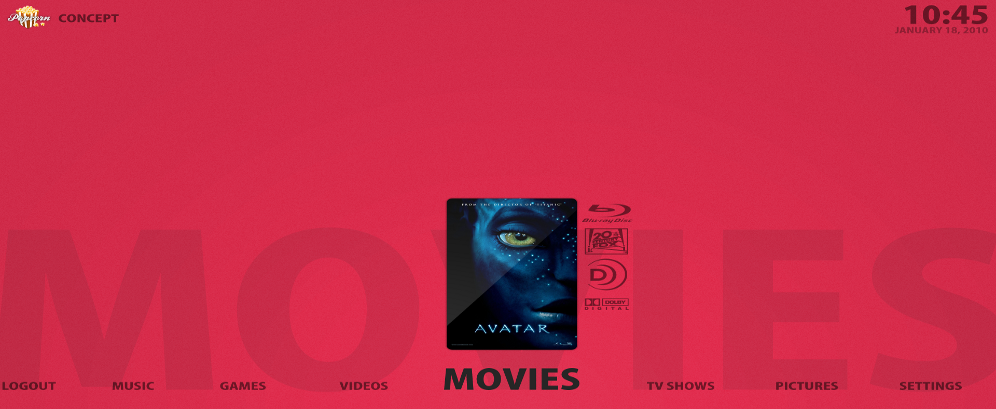 Popcorn CONCEPT
10:45
JANUARY 18, 2010
MOVIES
FROM THE DIRECTOR OF TITANIC
AVATAR
Blu-ray Disc
20th CENTURY FOX
D
DOLBY
DIGITAL
LOGOUT MUSIC GAMES VIDEOS MOVIES TV SHOWS PICTURES SETTINGS